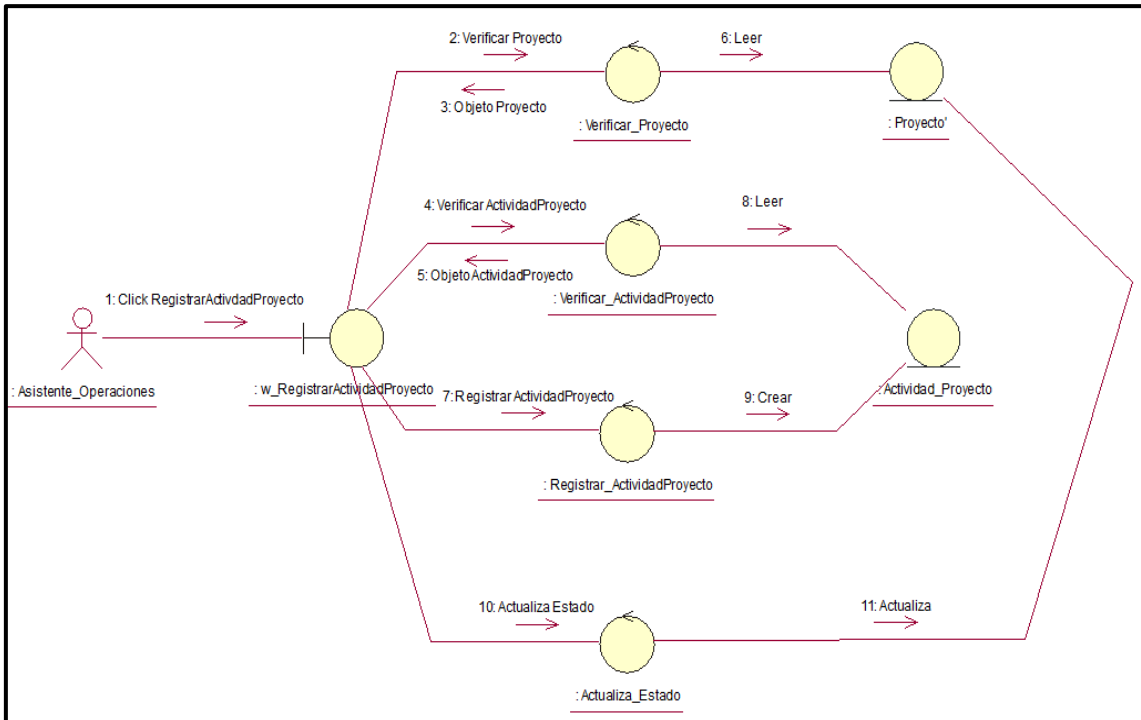 2: Verificar Proyecto
6: Leer
3: Objeto Proyecto
: Verificar_Proyecto
: Proyecto'
4: Verificar ActividadProyecto
8: Leer
5: Objeto ActividadProyecto
: Verificar_ActividadProyecto
1: Click RegistrarActivdadProyecto
: Asistente_Operaciones
: w_RegistrarActividadProyecto
: Actividad_Proyecto
7: Registrar ActividadProyecto
9: Crear
: Registrar_ActividadProyecto
10: Actualiza Estado
11: Actualiza
: Actualiza_Estado